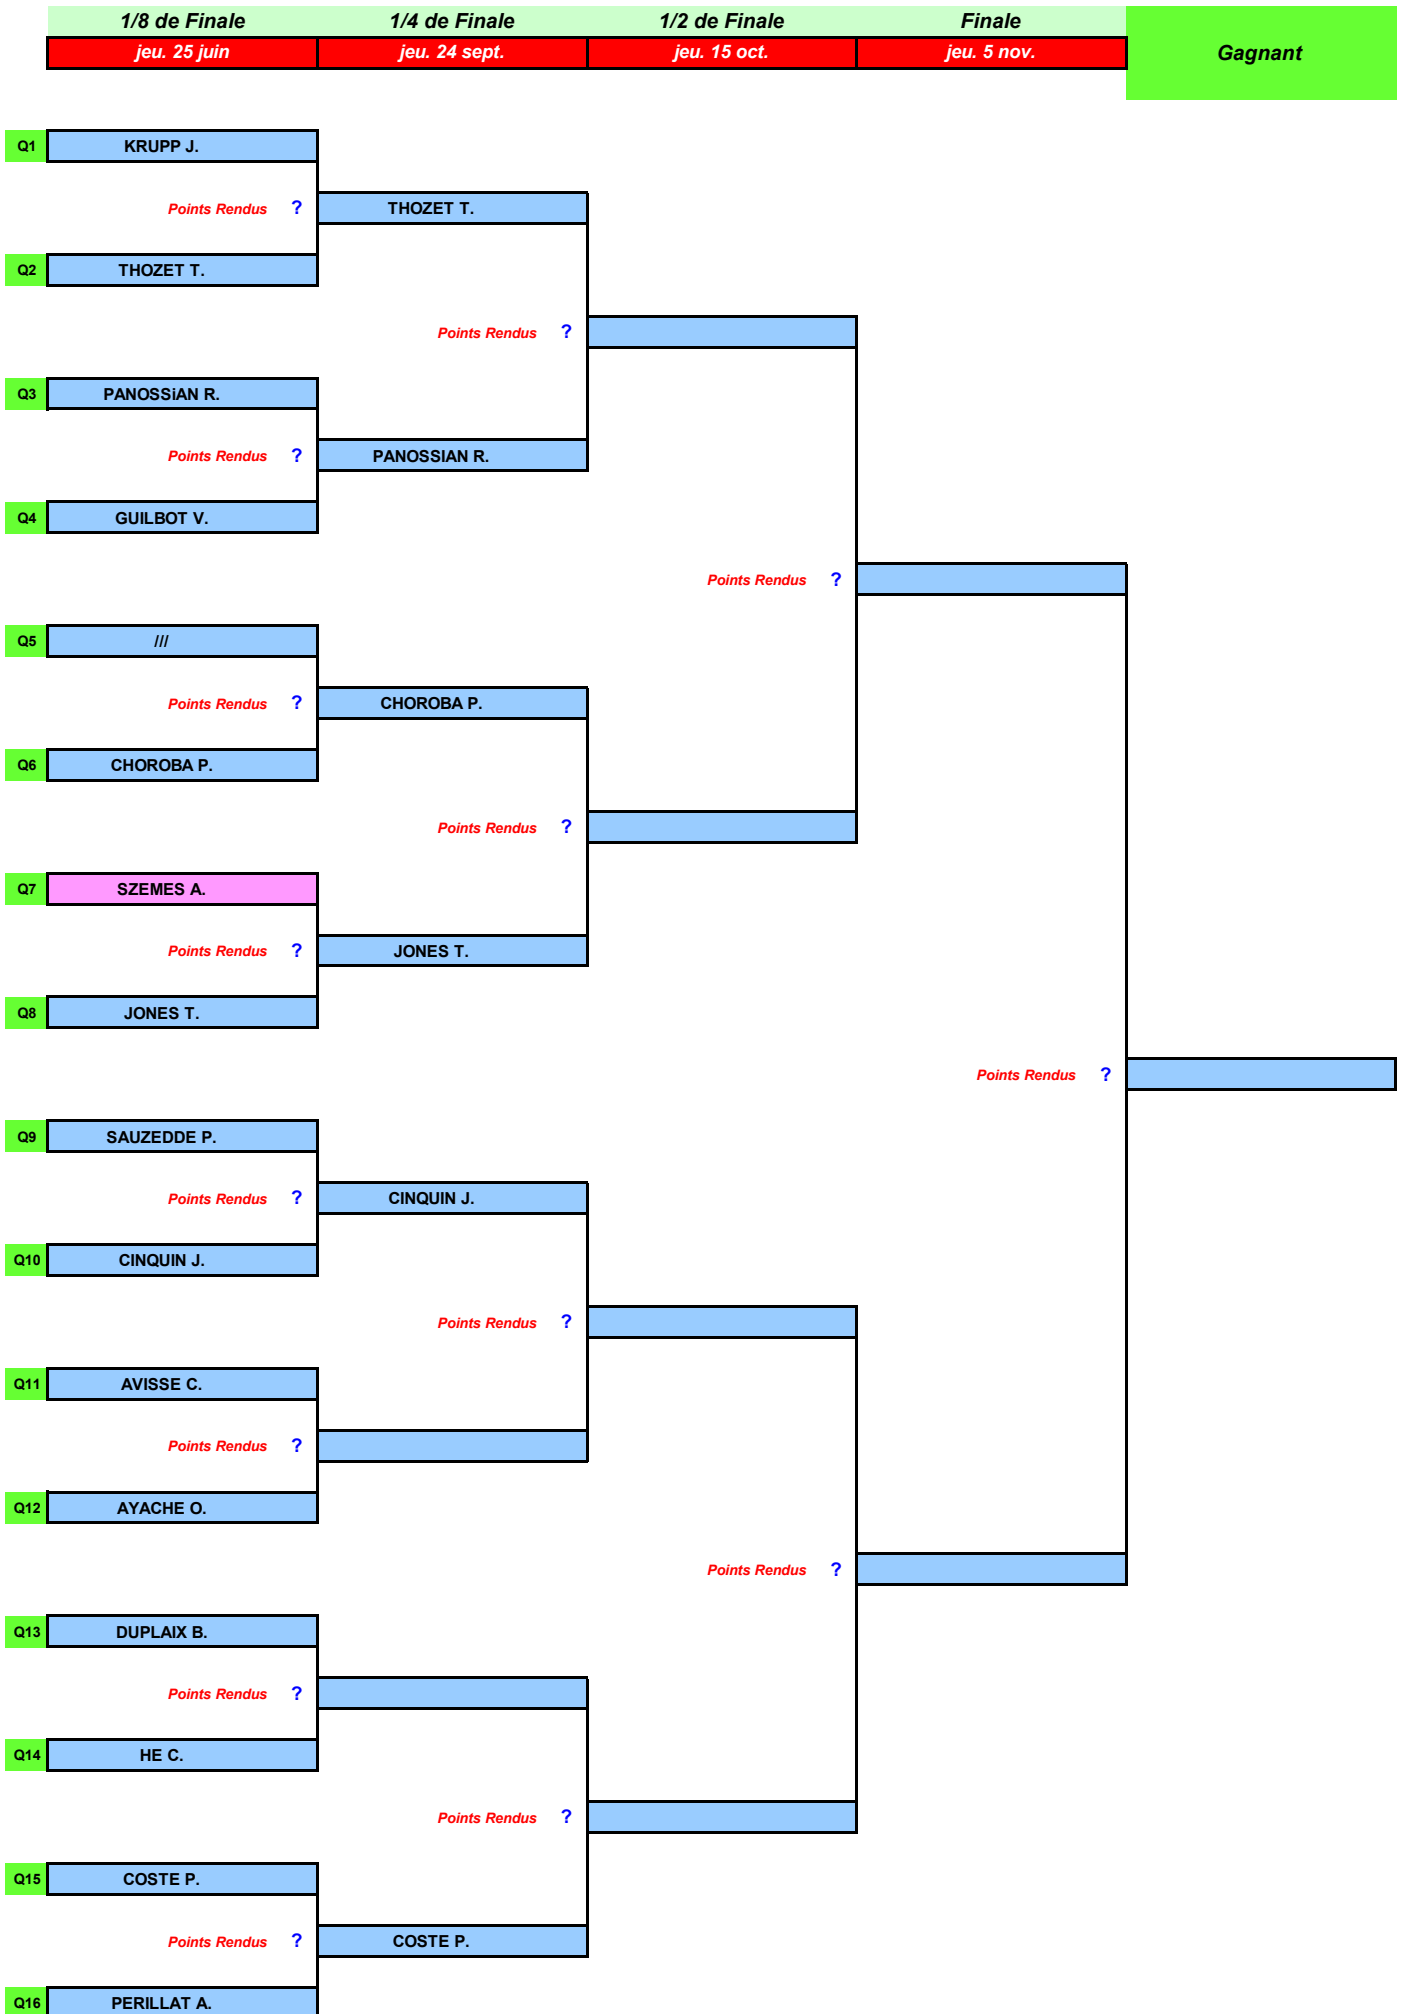 1/8 de Finale 1/4 de Finale 1/2 de Finale Finale
jeu. 25 juin jeu. 24 sept. jeu. 15 oct. jeu. 5 nov. Gagnant
Q1 KRUPP J.
Points Rendus ? THOZET T.
Q2 THOZET T.
Points Rendus ?
Q3 PANOSSiAN R.
Points Rendus ? PANOSSIAN R.
Q4 GUILBOT V.
Points Rendus ?
Q5 ///
Points Rendus ? CHOROBA P.
Q6 CHOROBA P.
Points Rendus ?
Q7 SZEMES A.
Points Rendus ? JONES T.
Q8 JONES T.
Points Rendus ?
Q9 SAUZEDDE P.
Points Rendus ? CINQUIN J.
Q10 CINQUIN J.
Points Rendus ?
Q11 AVISSE C.
Points Rendus ?
Q12 AYACHE O.
Points Rendus ?
Q13 DUPLAIX B.
Points Rendus ?
Q14 HE C.
Points Rendus ?
Q15 COSTE P.
Points Rendus ? COSTE P.
Q16 PERILLAT A.